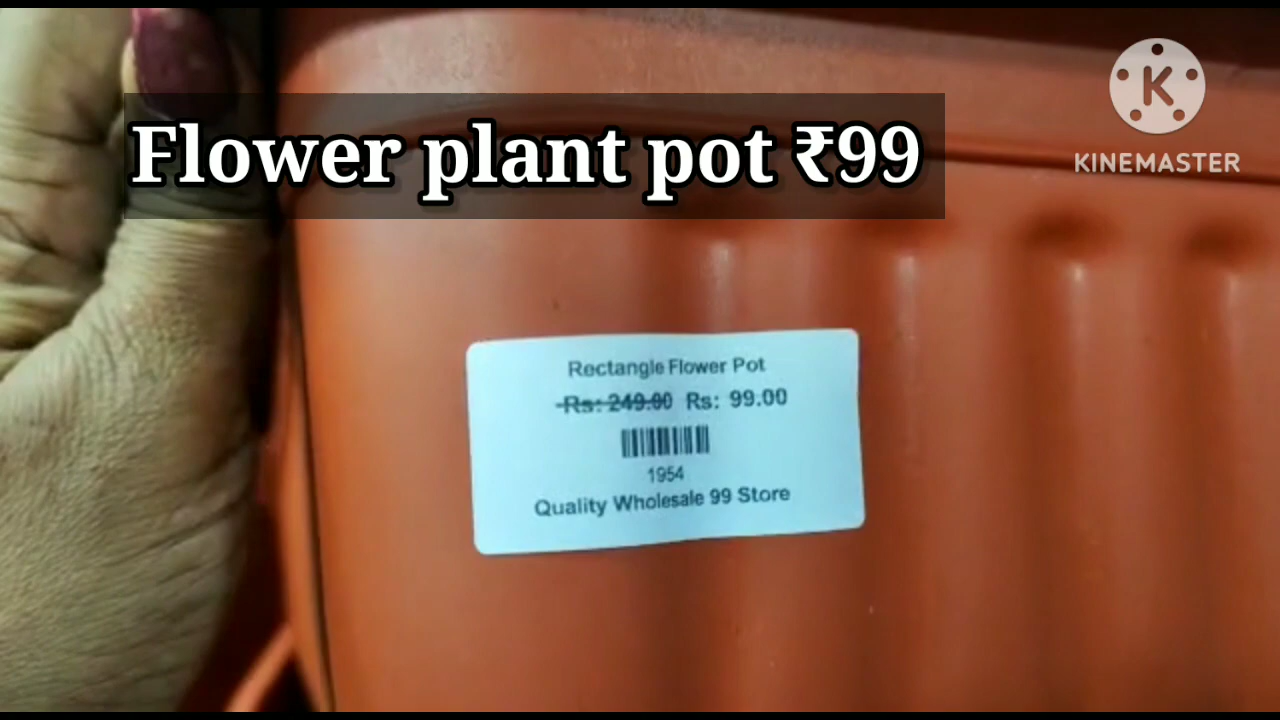 Flower plant pot ₹99
K
KINEMASTER
Rectangle Flower Pot
Rs: 249.00 Rs: 99.00
1954
Quality Wholesale 99 Store